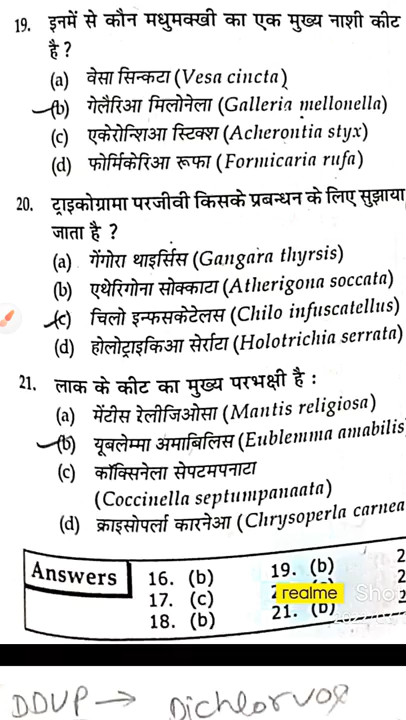 19. इनमें से कौन मधुमक्खी का एक मुख्य नाशी कीट
है ?
(a) वेसा सिन्कटा (Vesa cincta)
(b) गेलैरिआ मिलोनेला (Galleria mellonella)
(c) एकेरोन्शिआ स्टिक्श (Acherontia styx)
(d) फोर्मिकेरिआ रूफा (Formicaria rufa)
20. ट्राइकोग्रामा परजीवी किसके प्रबन्धन के लिए सुझाया
जाता है ?
(a) गेंगोरा थाइर्सिस (Gangara thyrsis)
(b) एथेरिगोना सोक्काटा (Atherigona soccata)
(c) चिलो इन्फसकेटेलस (Chilo infuscatellus)
(d) होलोट्राइकिआ सेर्राटा (Holotrichia serrata)
21. लाक के कीट का मुख्य परभक्षी है :
(a) मेंटीस रेलीजिओसा (Mantis religiosa)
(b) यूबलेम्मा अमाबिलिस (Eublemma amabilis
(c) कॉक्सिनेला सेपटमपनाटा
(Coccinella septumpanaata)
(d) क्राइसोपर्ला कारनेआ (Chrysoperla carnea
Answers
16. (b) 19. (b) 2
17. (c) realme Sho
18. (b) 21. (b)
DDVP → Dichlorvos